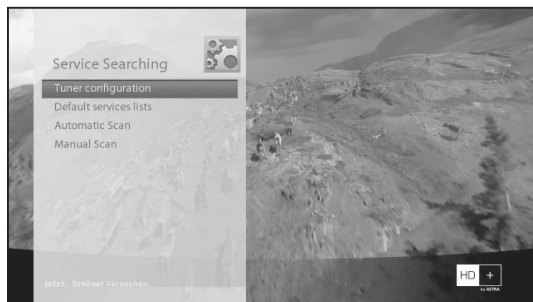 Service Searching
Tuner configuration
Default services lists
Automatic Scan
Manual Scan
Jetzt. Schöner Fernsehen.
HD +
by ASTRA